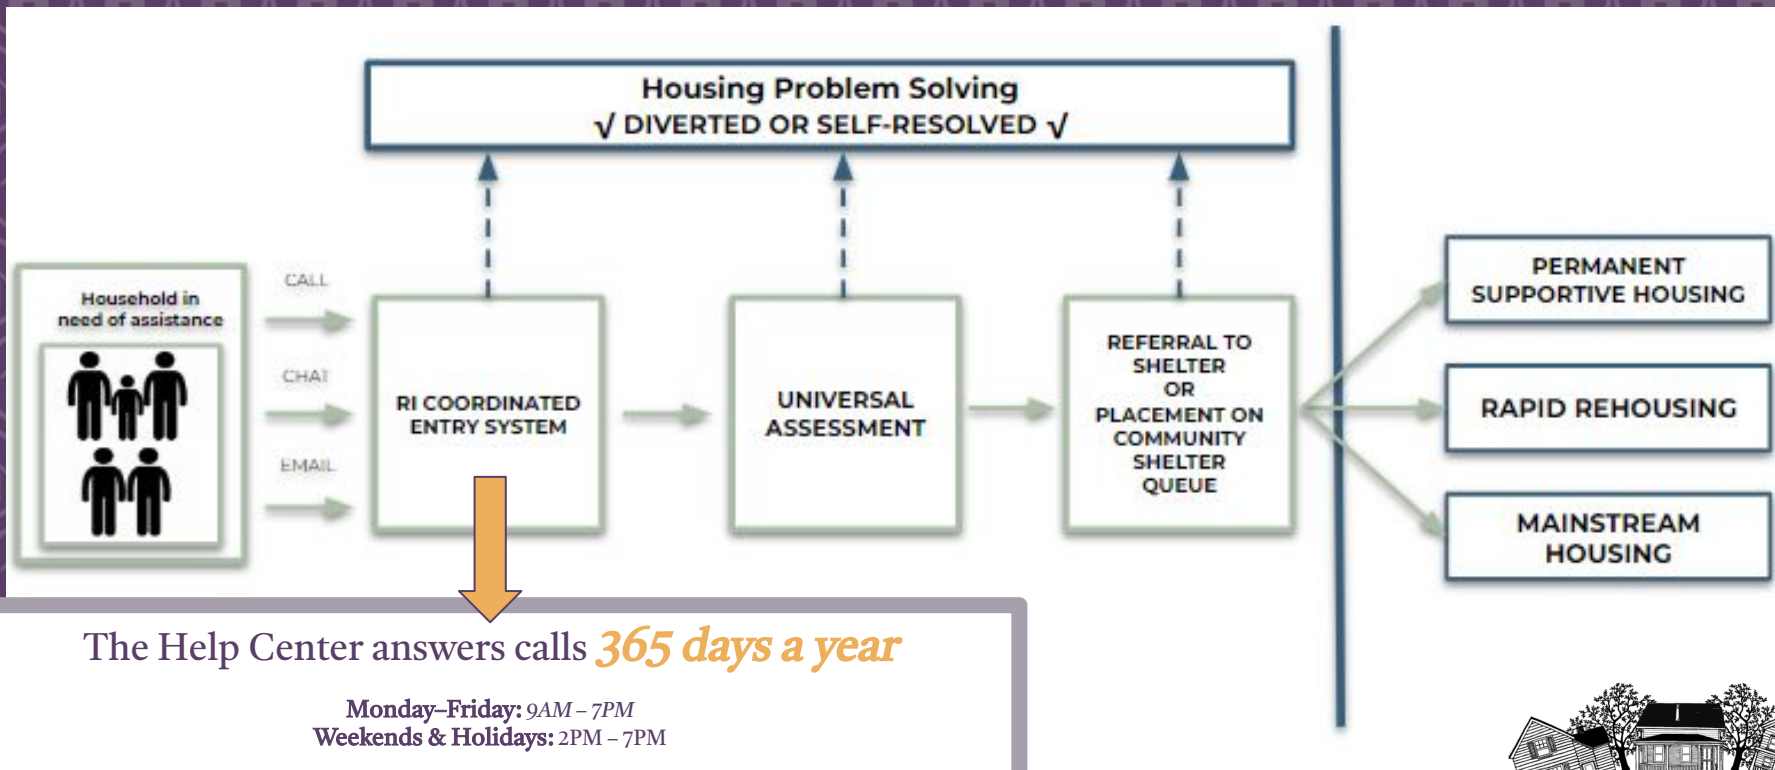 Housing Problem Solving
√ DIVERTED OR SELF-RESOLVED √
Household in
need of assistance
CALL
CHAT
EMAIL
RI COORDINATED
ENTRY SYSTEM
UNIVERSAL
ASSESSMENT
REFERRAL TO
SHELTER
OR
PLACEMENT ON
COMMUNITY
SHELTER
QUEUE
PERMANENT
SUPPORTIVE HOUSING
RAPID REHOUSING
MAINSTREAM
HOUSING
The Help Center answers calls 365 days a year
Monday–Friday: 9AM – 7PM
Weekends & Holidays: 2PM – 7PM